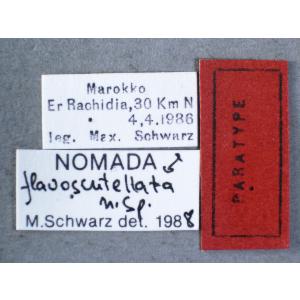 Marokko
Er Rachidia, 30 Km N
4,4.1986
leg. Max. Schwarz
NOMADA ♂
flavoscutellata
n.Sp.
M.Schwarz det. 1988
PARATYPE